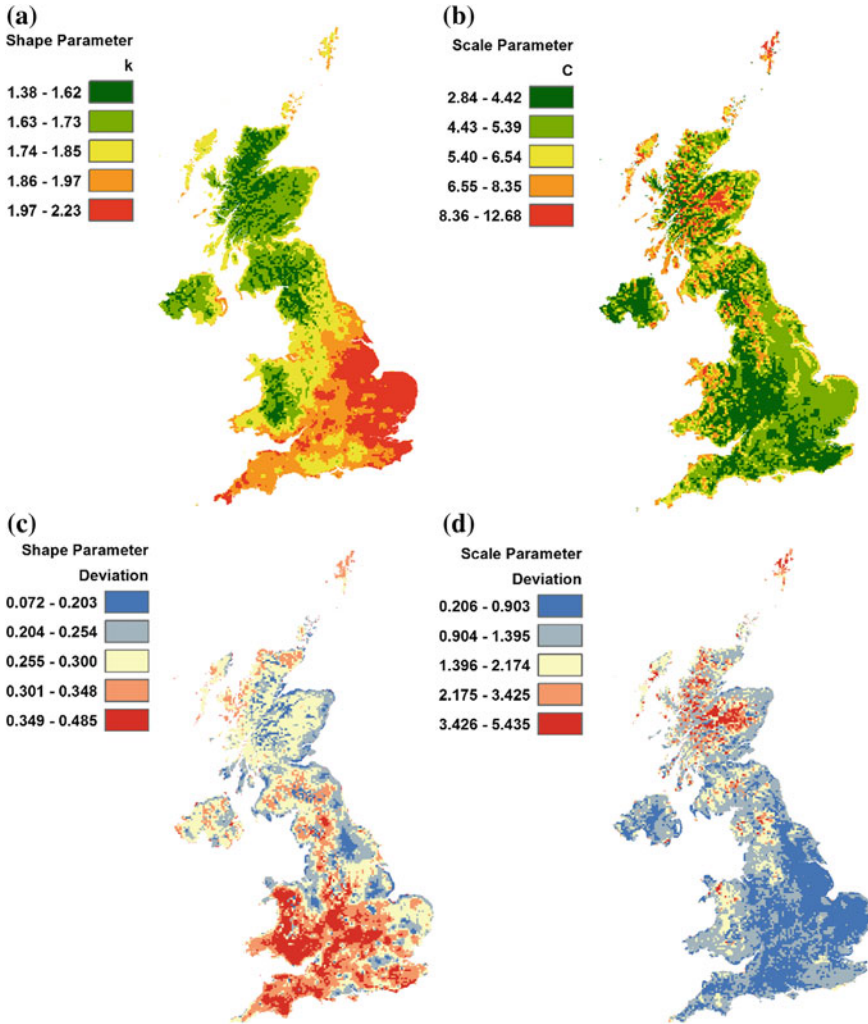 (a)
Shape Parameter
k
1.38 - 1.62
1.63 - 1.73
1.74 - 1.85
1.86 - 1.97
1.97 - 2.23
(b)
Scale Parameter
C
2.84 - 4.42
4.43 - 5.39
5.40 - 6.54
6.55 - 8.35
8.36 - 12.68
(c)
Shape Parameter
Deviation
0.072 - 0.203
0.204 - 0.254
0.255 - 0.300
0.301 - 0.348
0.349 - 0.485
(d)
Scale Parameter
Deviation
0.206 - 0.903
0.904 - 1.395
1.396 - 2.174
2.175 - 3.425
3.426 - 5.435